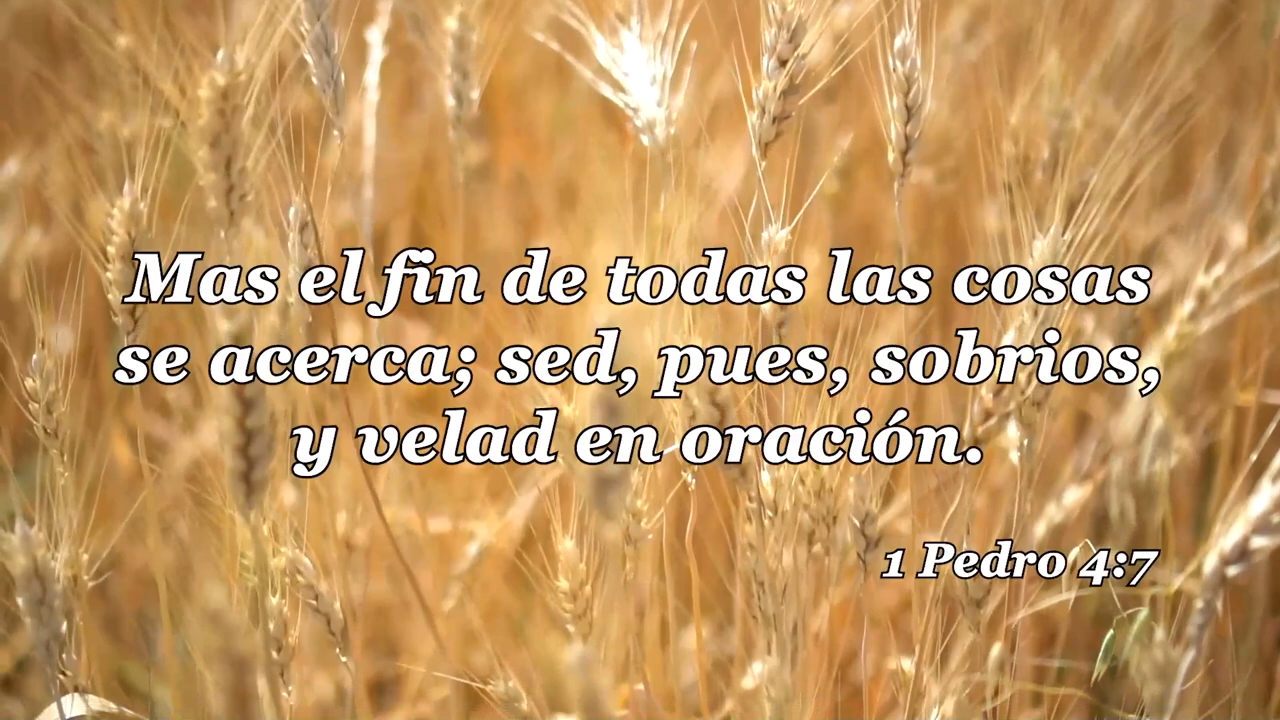 Mas el fin de todas las cosas
se acerca; sed, pues, sobrios,
y velad en oración.
1 Pedro 4:7